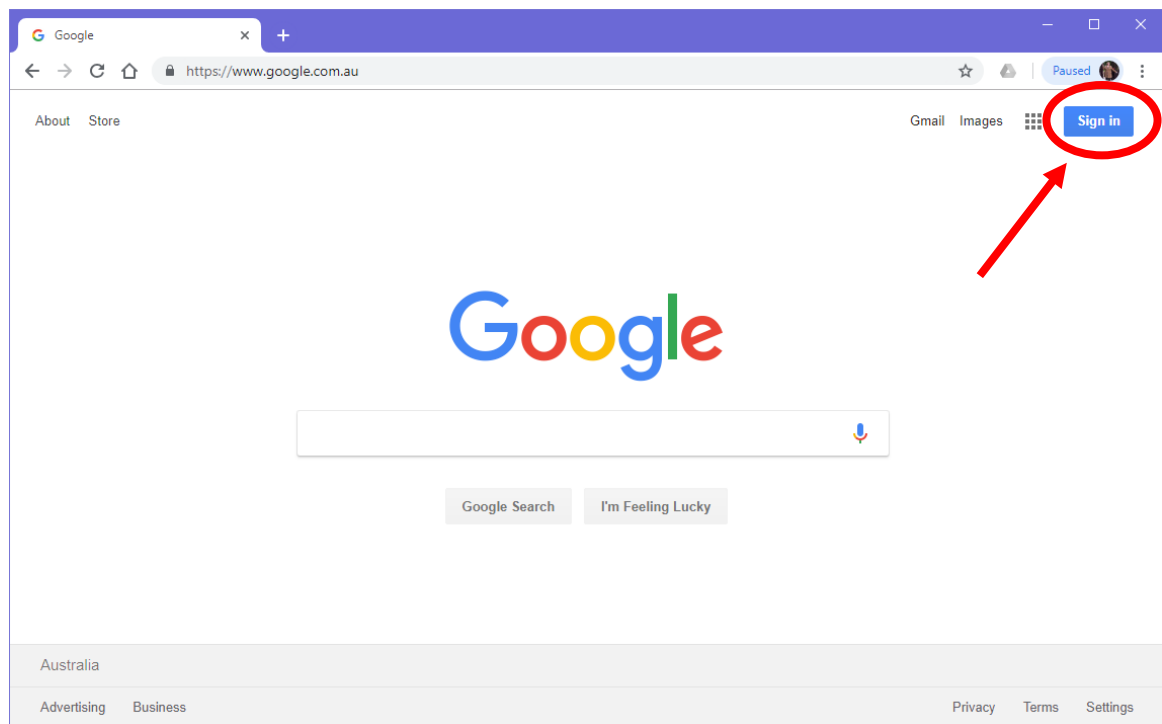 Google
https://www.google.com.au
Paused
About Store
Gmail Images
Sign in
Google
Google Search I'm Feeling Lucky
Australia
Advertising Business
Privacy Terms Settings